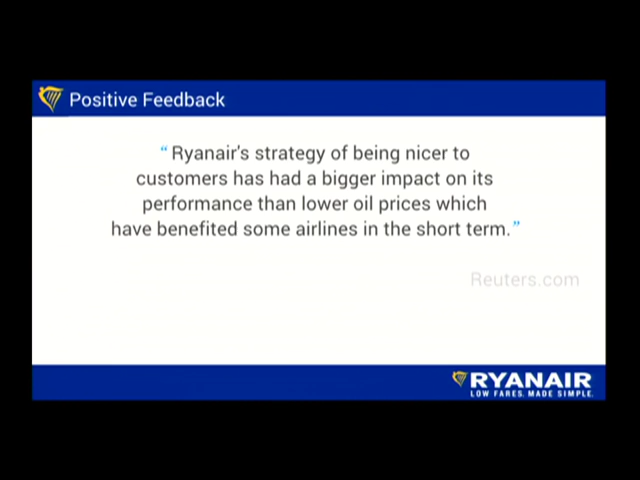 Positive Feedback
“Ryanair's strategy of being nicer to
customers has had a bigger impact on its
performance than lower oil prices which
have benefited some airlines in the short term.”
Reuters.com
RYANAIR
LOW FARES. MADE SIMPLE.